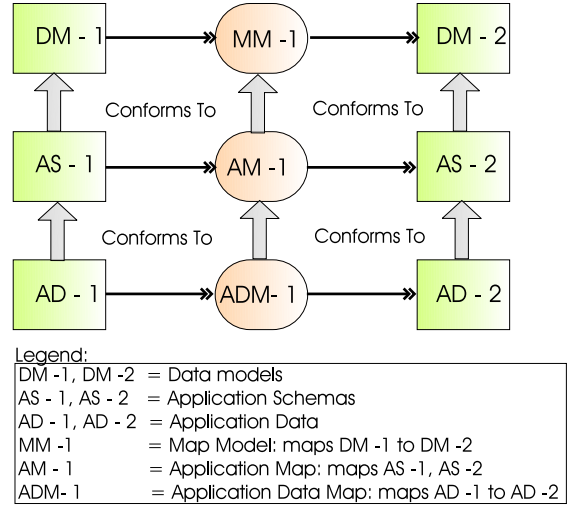 DM - 1 MM -1 DM - 2
Conforms To Conforms To
AS - 1 AM -1 AS - 2
Conforms To Conforms To
AD - 1 ADM- 1 AD - 2
Legend:
DM -1, DM -2 = Data models
AS - 1, AS - 2 = Application Schemas
AD - 1, AD - 2 = Application Data
MM -1 = Map Model: maps DM -1 to DM -2
AM - 1 = Application Map: maps AS -1, AS -2
ADM- 1 = Application Data Map: maps AD -1 to AD -2